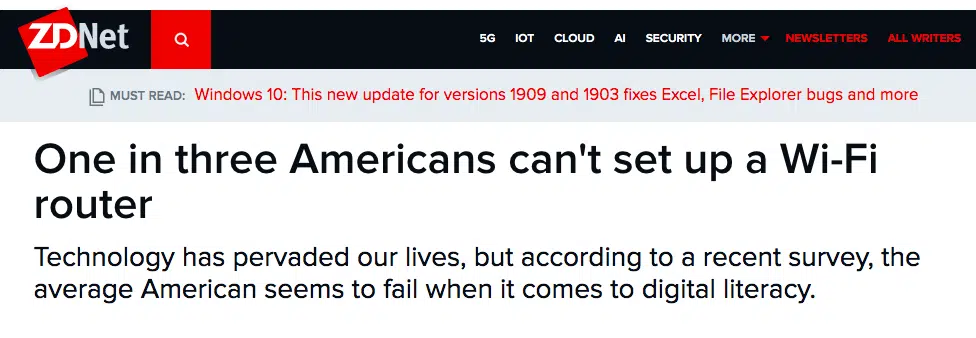 ZDNet
5G IOT CLOUD AI SECURITY MORE NEWSLETTERS ALL WRITERS
MUST READ: Windows 10: This new update for versions 1909 and 1903 fixes Excel, File Explorer bugs and more
One in three Americans can't set up a Wi-Fi
router
Technology has pervaded our lives, but according to a recent survey, the
average American seems to fail when it comes to digital literacy.